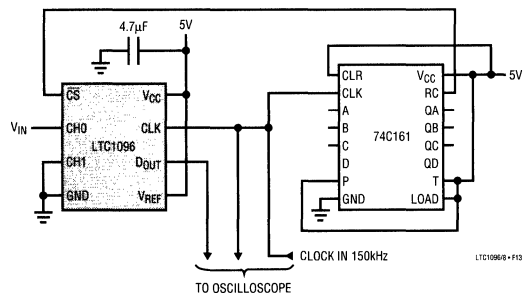 4.7µF
5V
C̅S̅
VCC
VIN
CH0
CLK
LTC1096
CH1
DOUT
GND
VREF
CLR
VCC
5V
CLK
RC
A
QA
B
QB
C
74C161
QC
D
QD
P
T
GND
LOAD
CLOCK IN 150kHz
LTC1096/8 • F13
TO OSCILLOSCOPE